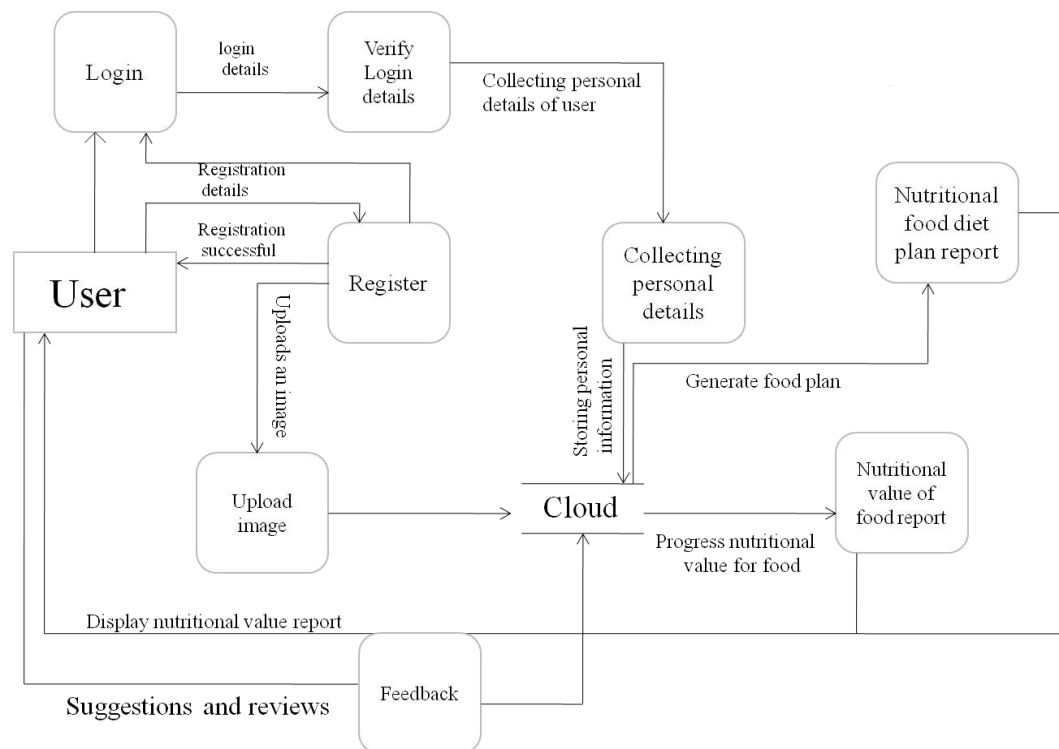 Login
login
details
Verify
Login
details
Collecting personal
details of user
Registration
details
Registration
successful
User
Register
Uploads an image
Collecting
personal
details
Nutritional
food diet
plan report
Storing personal
information
Generate food plan
Upload
image
Cloud
Nutritional
value of
food report
Progress nutritional
value for food
Display nutritional value report
Feedback
Suggestions and reviews